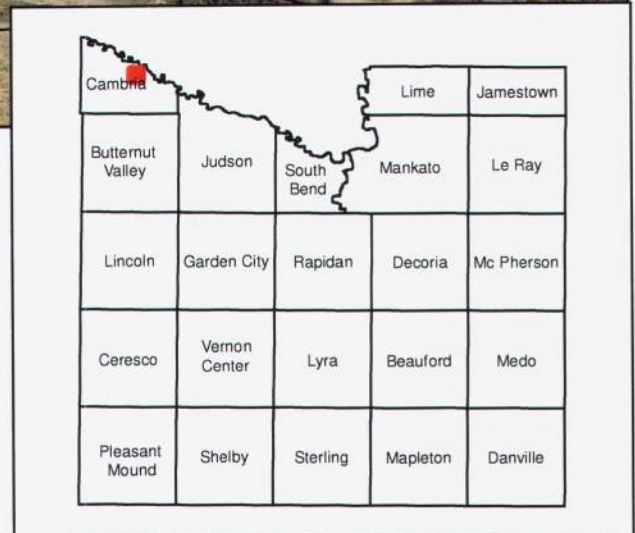 Cambria
Lime
Jamestown
Butternut
Valley
Judson
South
Bend
Mankato
Le Ray
Lincoln
Garden City
Rapidan
Decoria
Mc Pherson
Ceresco
Vernon
Center
Lyra
Beauford
Medo
Pleasant
Mound
Shelby
Sterling
Mapleton
Danville